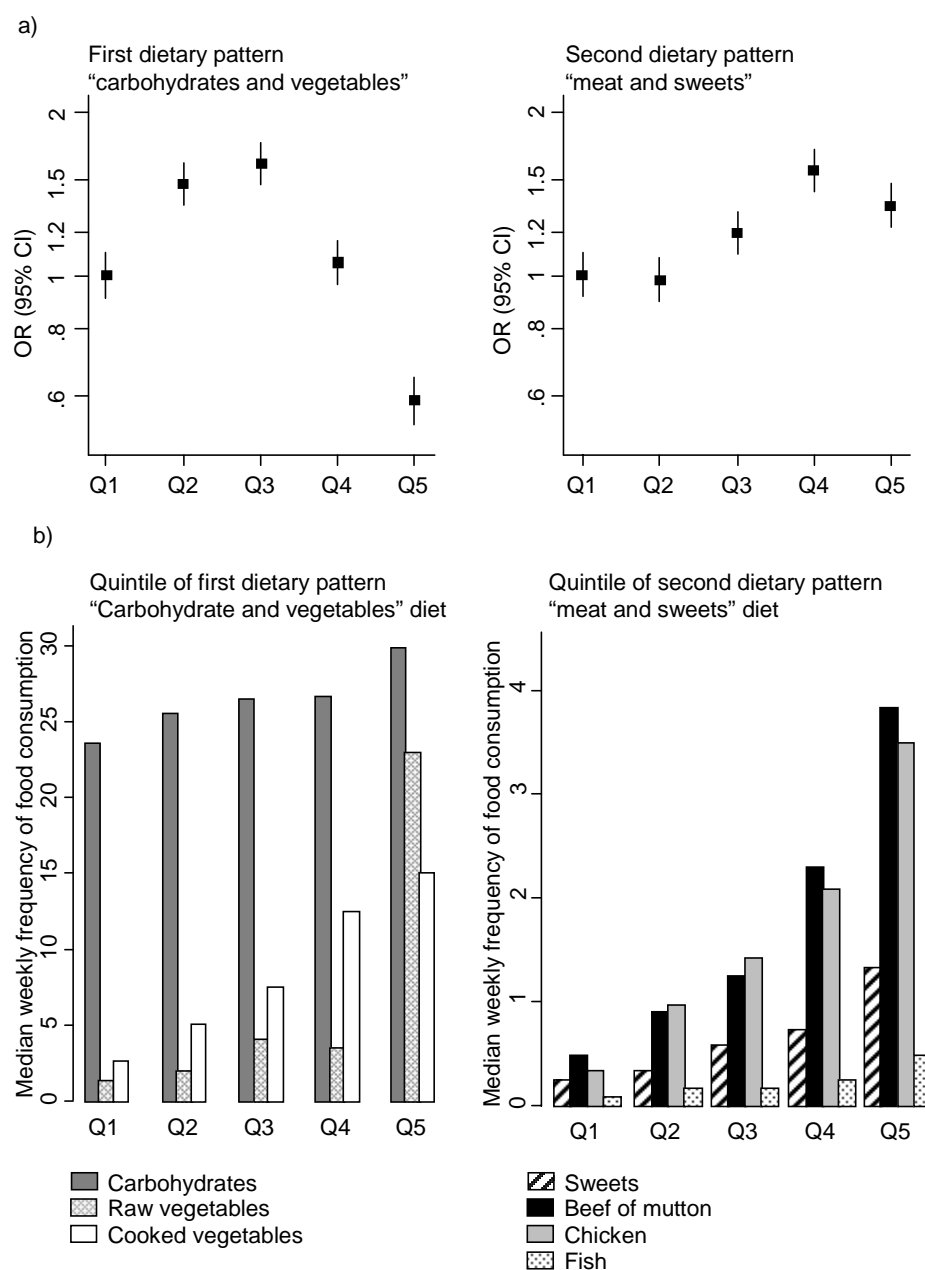 a)
First dietary pattern
“carbohydrates and vegetables”
OR (95% CI)
2
1.5
1.2
1
.8
.6
Q1 Q2 Q3 Q4 Q5
Second dietary pattern
“meat and sweets”
OR (95% CI)
2
1.5
1.2
1
.8
.6
Q1 Q2 Q3 Q4 Q5
b)
Quintile of first dietary pattern
“Carbohydrate and vegetables” diet
Median weekly frequency of food consumption
30
25
20
15
10
5
0
Q1 Q2 Q3 Q4 Q5
Carbohydrates
Raw vegetables
Cooked vegetables
Quintile of second dietary pattern
“meat and sweets” diet
Median weekly frequency of food consumption
4
3
2
1
0
Q1 Q2 Q3 Q4 Q5
Sweets
Beef of mutton
Chicken
Fish